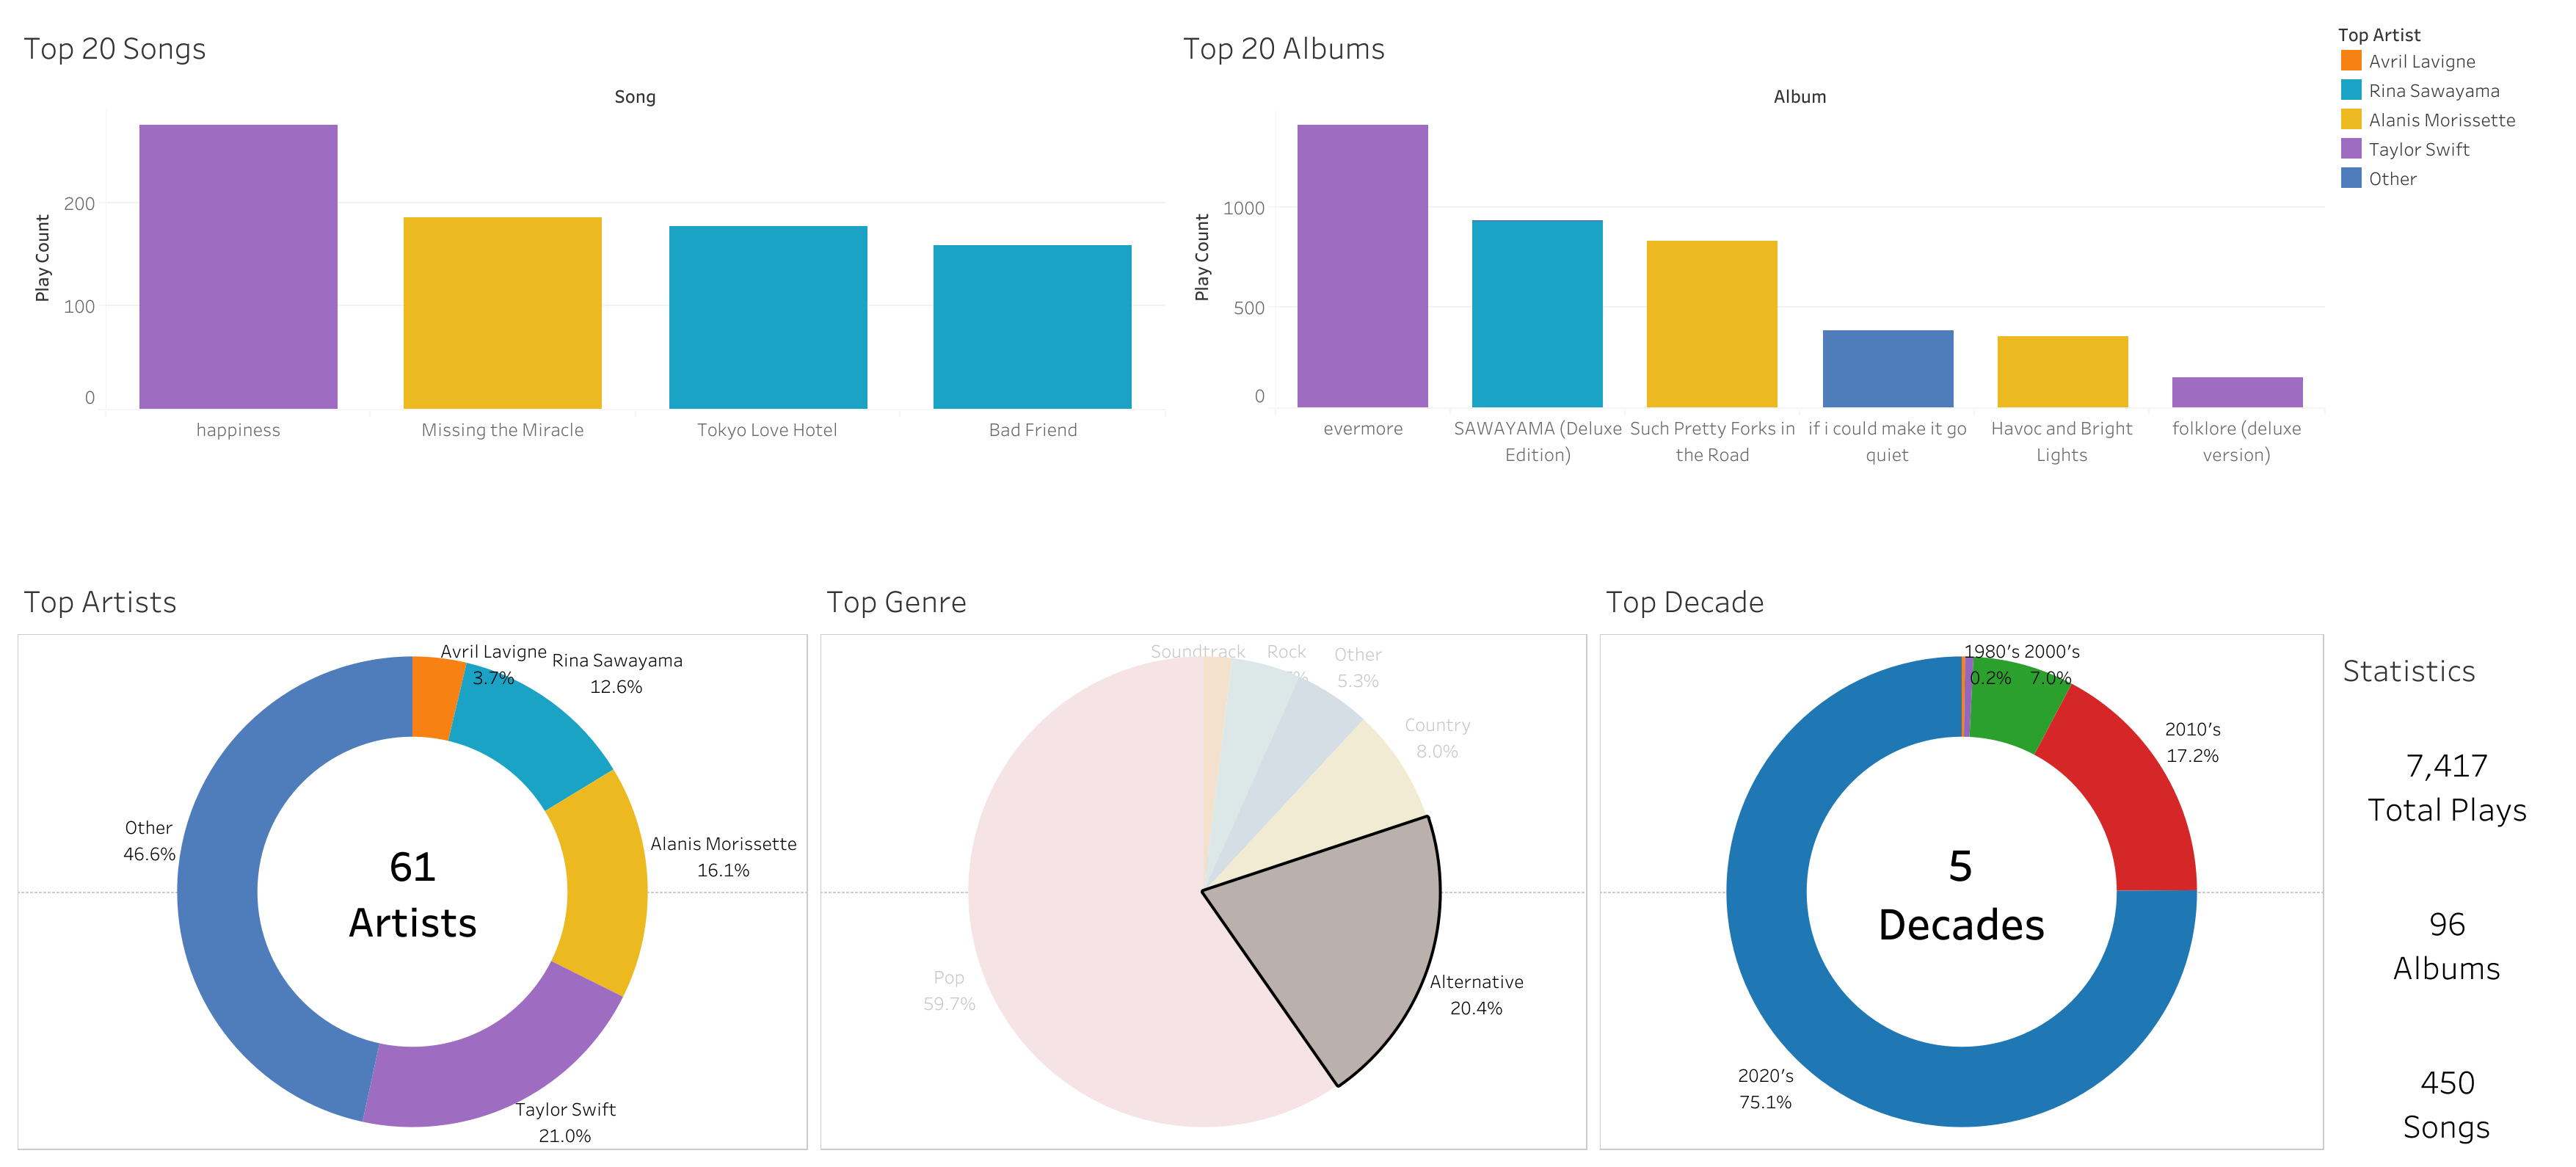 Top 20 Songs
Song
Play Count
200
100
0
happiness
Missing the Miracle
Tokyo Love Hotel
Bad Friend
Top 20 Albums
Album
Play Count
1000
500
0
evermore
SAWAYAMA (Deluxe
Edition)
Such Pretty Forks in
the Road
if i could make it go
quiet
Havoc and Bright
Lights
folklore (deluxe
version)
Top Artist
Avril Lavigne
Rina Sawayama
Alanis Morissette
Taylor Swift
Other
Top Artists
Avril Lavigne
3.7%
Rina Sawayama
12.6%
Alanis Morissette
16.1%
Taylor Swift
21.0%
Other
46.6%
61
Artists
Top Genre
Soundtrack
Rock
Other
5.3%
Country
8.0%
Alternative
20.4%
Pop
59.7%
Top Decade
1980's
0.2%
2000's
7.0%
2010's
17.2%
2020's
75.1%
5
Decades
Statistics
7,417
Total Plays
96
Albums
450
Songs